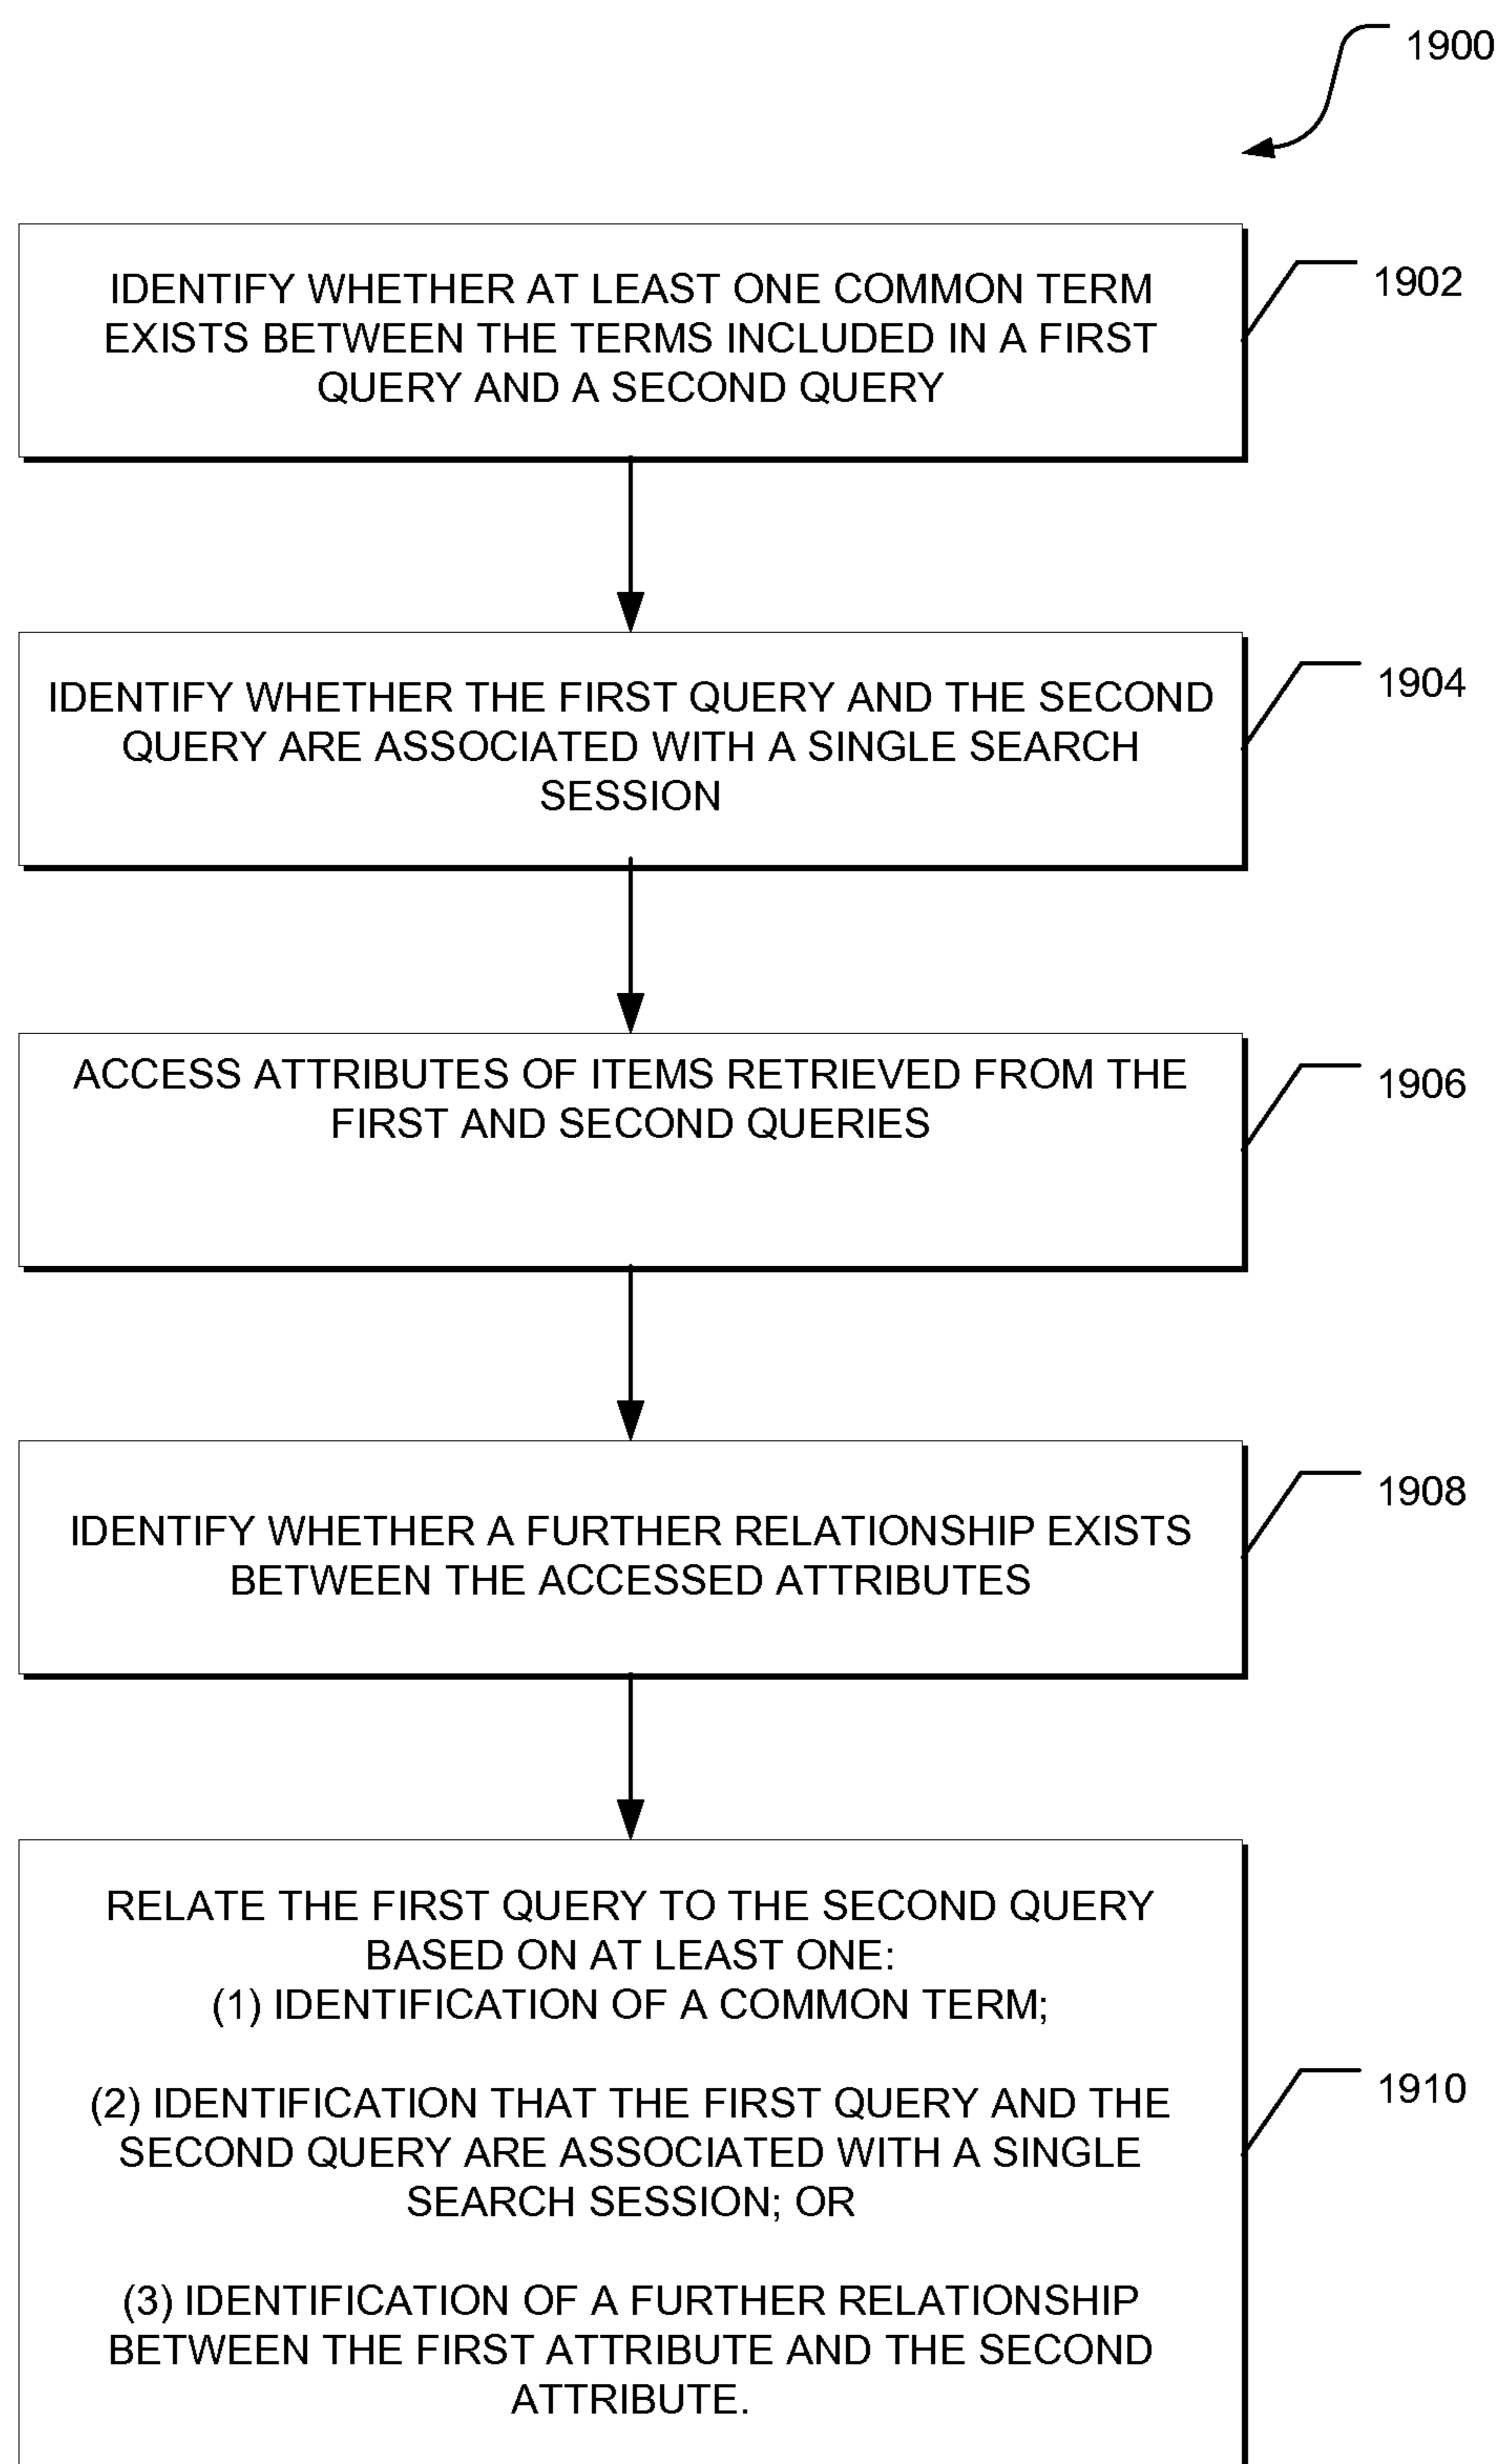 1900
IDENTIFY WHETHER AT LEAST ONE COMMON TERM
EXISTS BETWEEN THE TERMS INCLUDED IN A FIRST
QUERY AND A SECOND QUERY
1902
IDENTIFY WHETHER THE FIRST QUERY AND THE SECOND
QUERY ARE ASSOCIATED WITH A SINGLE SEARCH
SESSION
1904
ACCESS ATTRIBUTES OF ITEMS RETRIEVED FROM THE
FIRST AND SECOND QUERIES
1906
IDENTIFY WHETHER A FURTHER RELATIONSHIP EXISTS
BETWEEN THE ACCESSED ATTRIBUTES
1908
RELATE THE FIRST QUERY TO THE SECOND QUERY
BASED ON AT LEAST ONE:
(1) IDENTIFICATION OF A COMMON TERM;
(2) IDENTIFICATION THAT THE FIRST QUERY AND THE
SECOND QUERY ARE ASSOCIATED WITH A SINGLE
SEARCH SESSION; OR
(3) IDENTIFICATION OF A FURTHER RELATIONSHIP
BETWEEN THE FIRST ATTRIBUTE AND THE SECOND
ATTRIBUTE.
1910